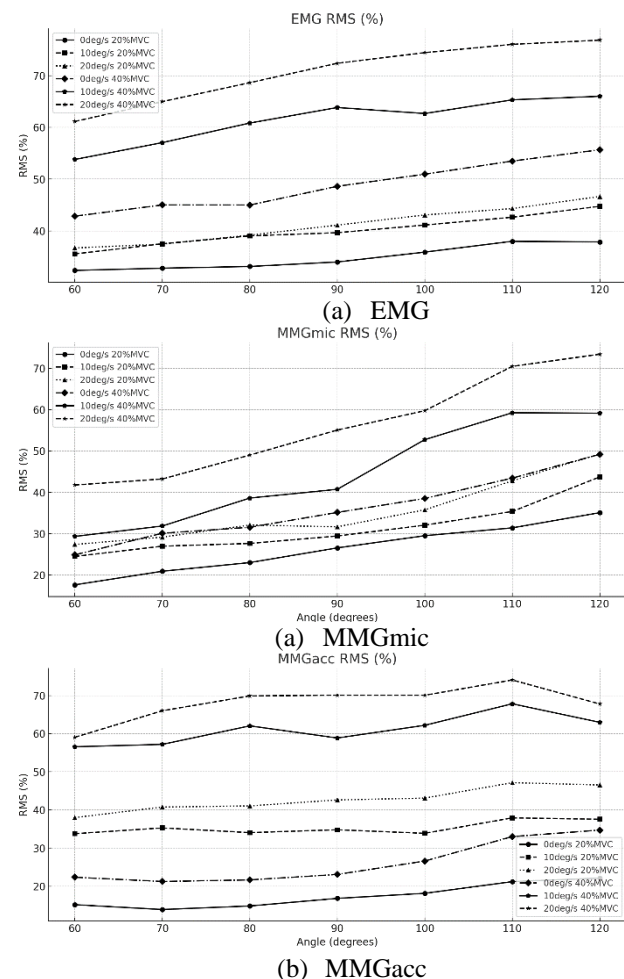 EMG RMS (%)
0deg/s 20%MVC
10deg/s 20%MVC
20deg/s 20%MVC
0deg/s 40%MVC
10deg/s 40%MVC
20deg/s 40%MVC
RMS (%)
70
60
50
40
60 70 80 90 100 110 120
(a) EMG
MMGmic RMS (%)
0deg/s 20%MVC
10deg/s 20%MVC
20deg/s 20%MVC
0deg/s 40%MVC
10deg/s 40%MVC
20deg/s 40%MVC
RMS (%)
70
60
50
40
30
20
60 70 80 90 100 110 120
Angle (degrees)
(a) MMGmic
MMGacc RMS (%)
RMS (%)
70
60
50
40
30
20
0deg/s 20%MVC
10deg/s 20%MVC
20deg/s 20%MVC
0deg/s 40%MVC
10deg/s 40%MVC
20deg/s 40%MVC
60 70 80 90 100 110 120
Angle (degrees)
(b) MMGacc